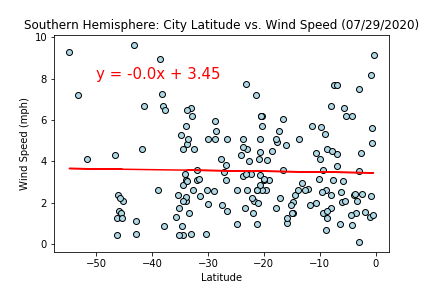 Southern Hemisphere: City Latitude vs. Wind Speed (07/29/2020)
10
y = -0.0x + 3.45
8
6
Wind Speed (mph)
4
2
0
−50 −40 −30 −20 −10 0
Latitude